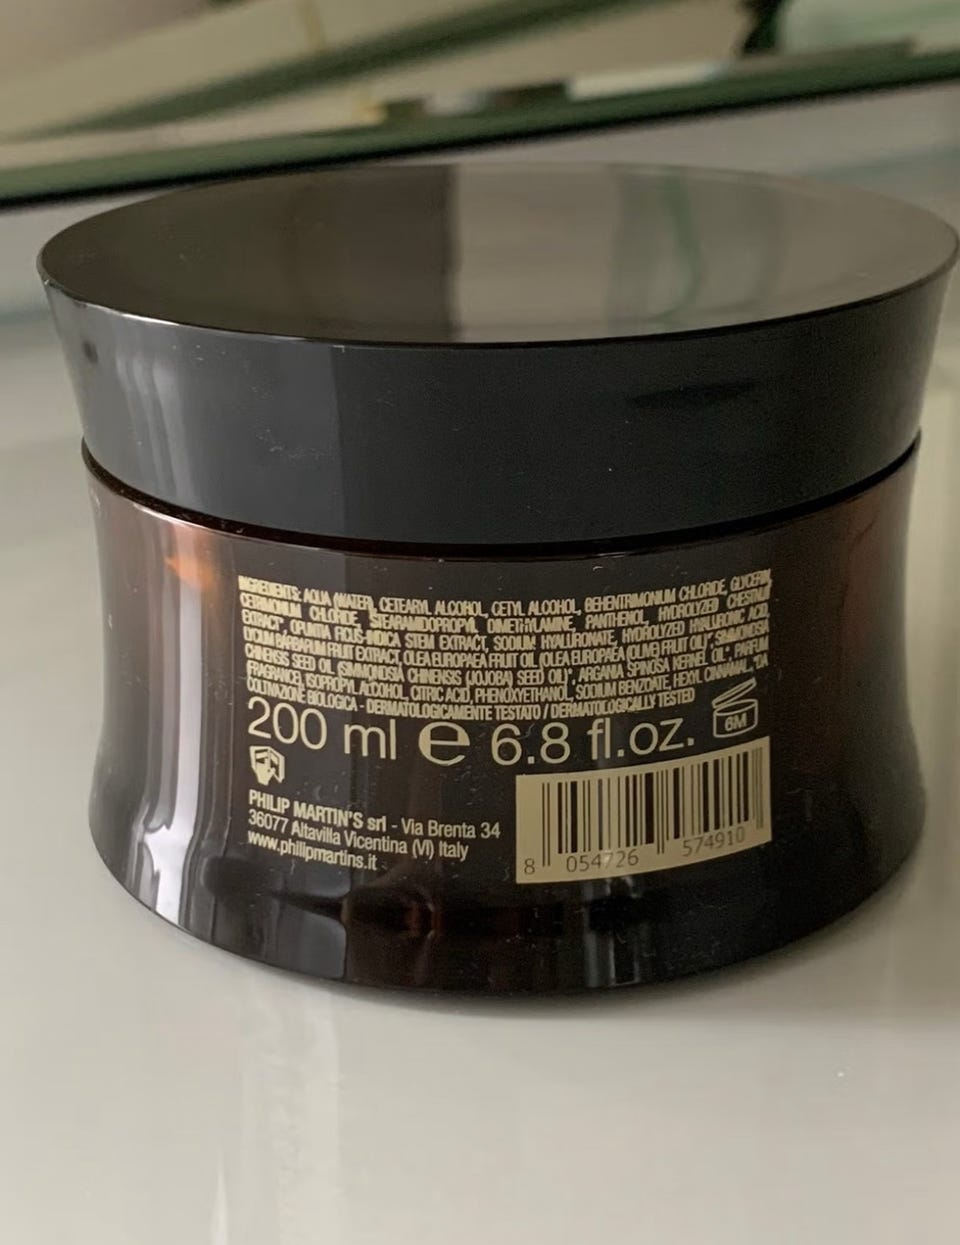 INGREDIENTS: AQUA (WATER), CETEARYL ALCOHOL, CETYL ALCOHOL, BEHENTRIMONIUM CHLORIDE, GLYCERIN,
CETRIMONIUM CHLORIDE, STEARAMIDOPROPYL DIMETHYLAMINE, PANTHENOL, HYDROLYZED CHESTNUT
EXTRACT*, OPUNTIA FICUS-INDICA STEM EXTRACT, SODIUM HYALURONATE, HYDROLYZED HYALURONIC ACID,
LYCIUM BARBARUM FRUIT EXTRACT, OLEA EUROPAEA FRUIT OIL (OLEA EUROPAEA (OLIVE) FRUIT OIL)*, SIMMONDSIA
CHINENSIS SEED OIL (SIMMONDSIA CHINENSIS (JOJOBA) SEED OIL)*, ARGANIA SPINOSA KERNEL OIL*, PARFUM
FRAGRANCE), ISOPROPYL ALCOHOL, CITRIC ACID, PHENOXYETHANOL, SODIUM BENZOATE, HEXYL CINNAMAL. *DA
COLTIVAZIONE BIOLOGICA - DERMATOLOGICAMENTE TESTATO / DERMATOLOGICALLY TESTED
200 ml e 6.8 fl.oz. 6M
PHILIP MARTIN'S srl - Via Brenta 34
36077 Altavilla Vicentina (VI) Italy
www.philipmartins.it
8 054726 574910